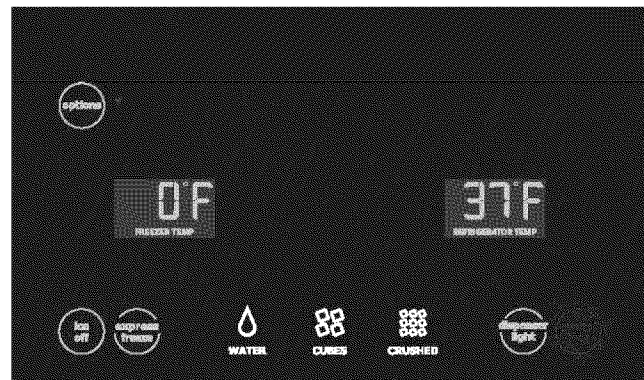 options
0°F
FREEZER TEMP
37°F
REFRIGERATOR TEMP
ice off
express freeze
WATER
CUBES
CRUSHED
dispenser light